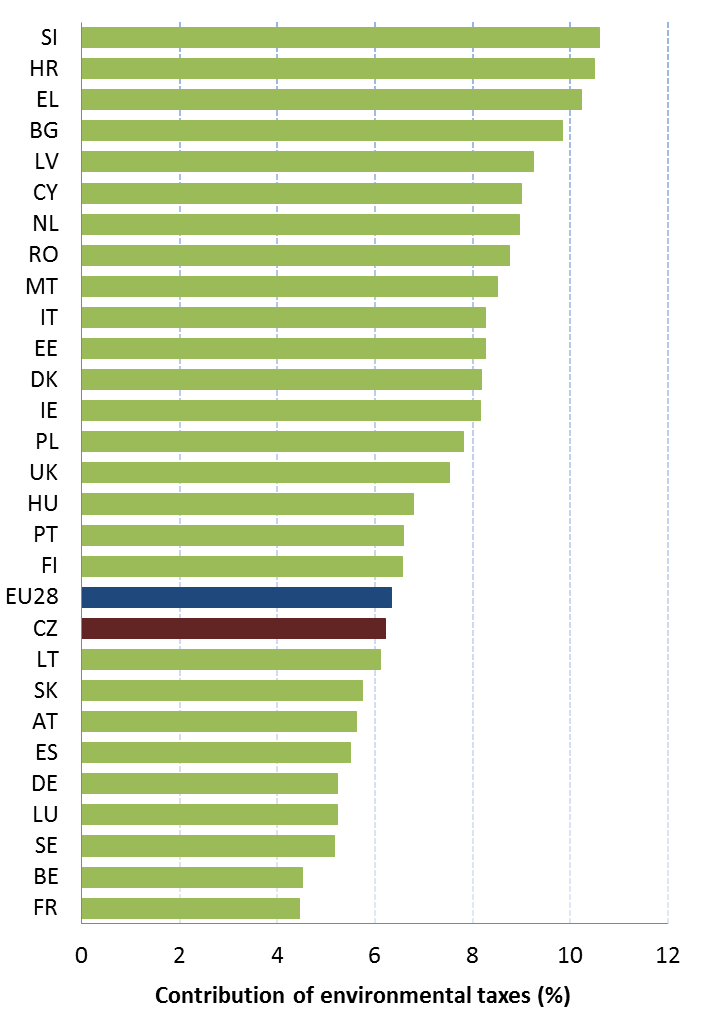 SI
HR
EL
BG
LV
CY
NL
RO
MT
IT
EE
DK
IE
PL
UK
HU
PT
FI
EU28
CZ
LT
SK
AT
ES
DE
LU
SE
BE
FR
0 2 4 6 8 10 12
Contribution of environmental taxes (%)